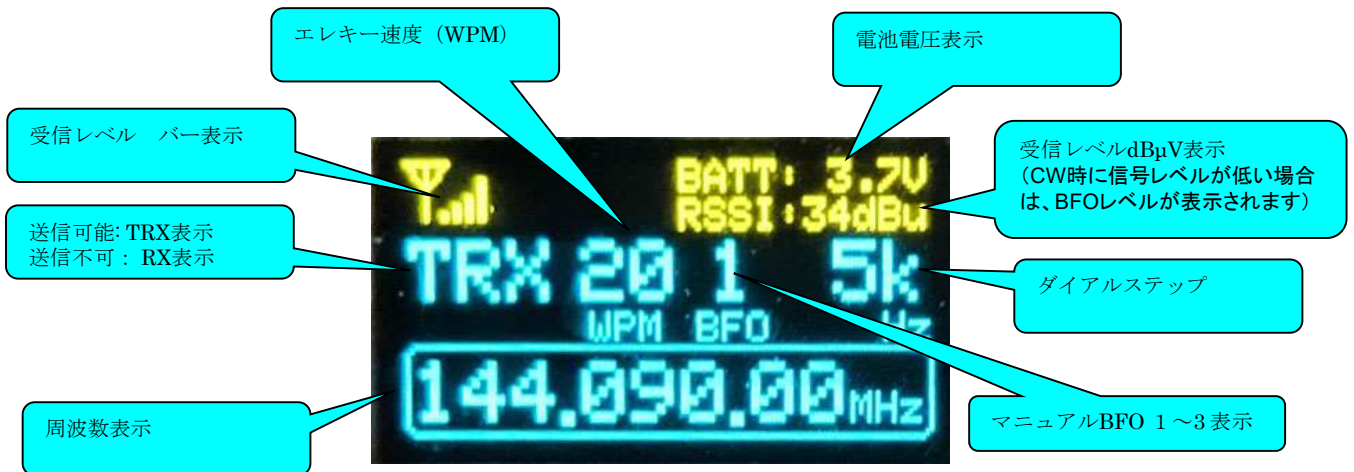 エレキー速度（WPM）
電池電圧表示
受信レベル　バー表示
受信レベルdBμV表示
（CW時に信号レベルが低い場合
は、BFOレベルが表示されます）
BATT: 3.7V
RSSI:34dBu
送信可能: TRX表示
送信不可： RX表示
TRX 20 1 5k
ダイアルステップ
WPM BFO Hz
144.090.00MHz
周波数表示
マニュアルBFO １～３表示